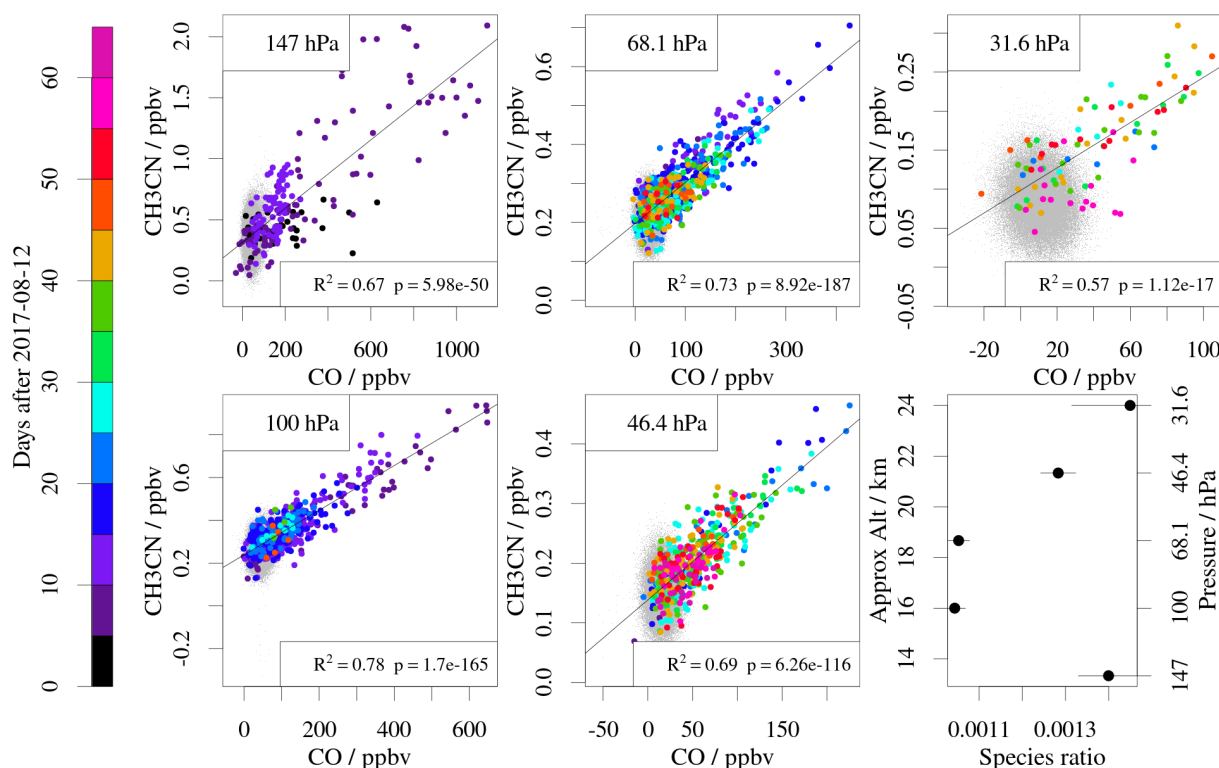 Days after 2017-08-12
0
10
20
30
40
50
60
147 hPa
CH3CN / ppbv
0.0
0.5
1.0
1.5
2.0
R² = 0.67 p = 5.98e-50
0 200 600 1000
CO / ppbv
68.1 hPa
CH3CN / ppbv
0.0
0.2
0.4
0.6
R² = 0.73 p = 8.92e-187
0 100 300
CO / ppbv
31.6 hPa
CH3CN / ppbv
-0.05
0.05
0.15
0.25
R² = 0.57 p = 1.12e-17
-20 20 60 100
CO / ppbv
100 hPa
CH3CN / ppbv
-0.2
0.2
0.6
R² = 0.78 p = 1.7e-165
0 200 400 600
CO / ppbv
46.4 hPa
CH3CN / ppbv
0.0
0.1
0.2
0.3
0.4
R² = 0.69 p = 6.26e-116
-50 0 50 150
CO / ppbv
Approx Alt / km
14
16
18
20
22
24
147
100
68.1
46.4
31.6
Pressure / hPa
0.0011 0.0013
Species ratio